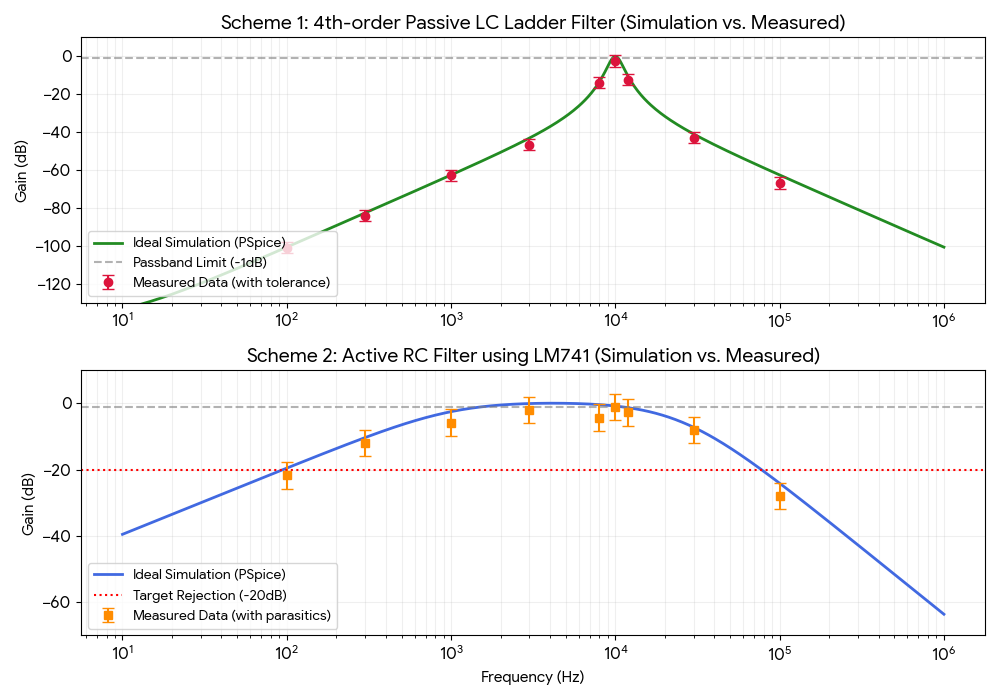 Scheme 1: 4th-order Passive LC Ladder Filter (Simulation vs. Measured)
Gain (dB)
0
−20
−40
−60
−80
−100
−120
Ideal Simulation (PSpice)
Passband Limit (-1dB)
Measured Data (with tolerance)
10¹ 10² 10³ 10⁴ 10⁵ 10⁶
Scheme 2: Active RC Filter using LM741 (Simulation vs. Measured)
Gain (dB)
0
−20
−40
−60
Ideal Simulation (PSpice)
Target Rejection (-20dB)
Measured Data (with parasitics)
10¹ 10² 10³ 10⁴ 10⁵ 10⁶
Frequency (Hz)